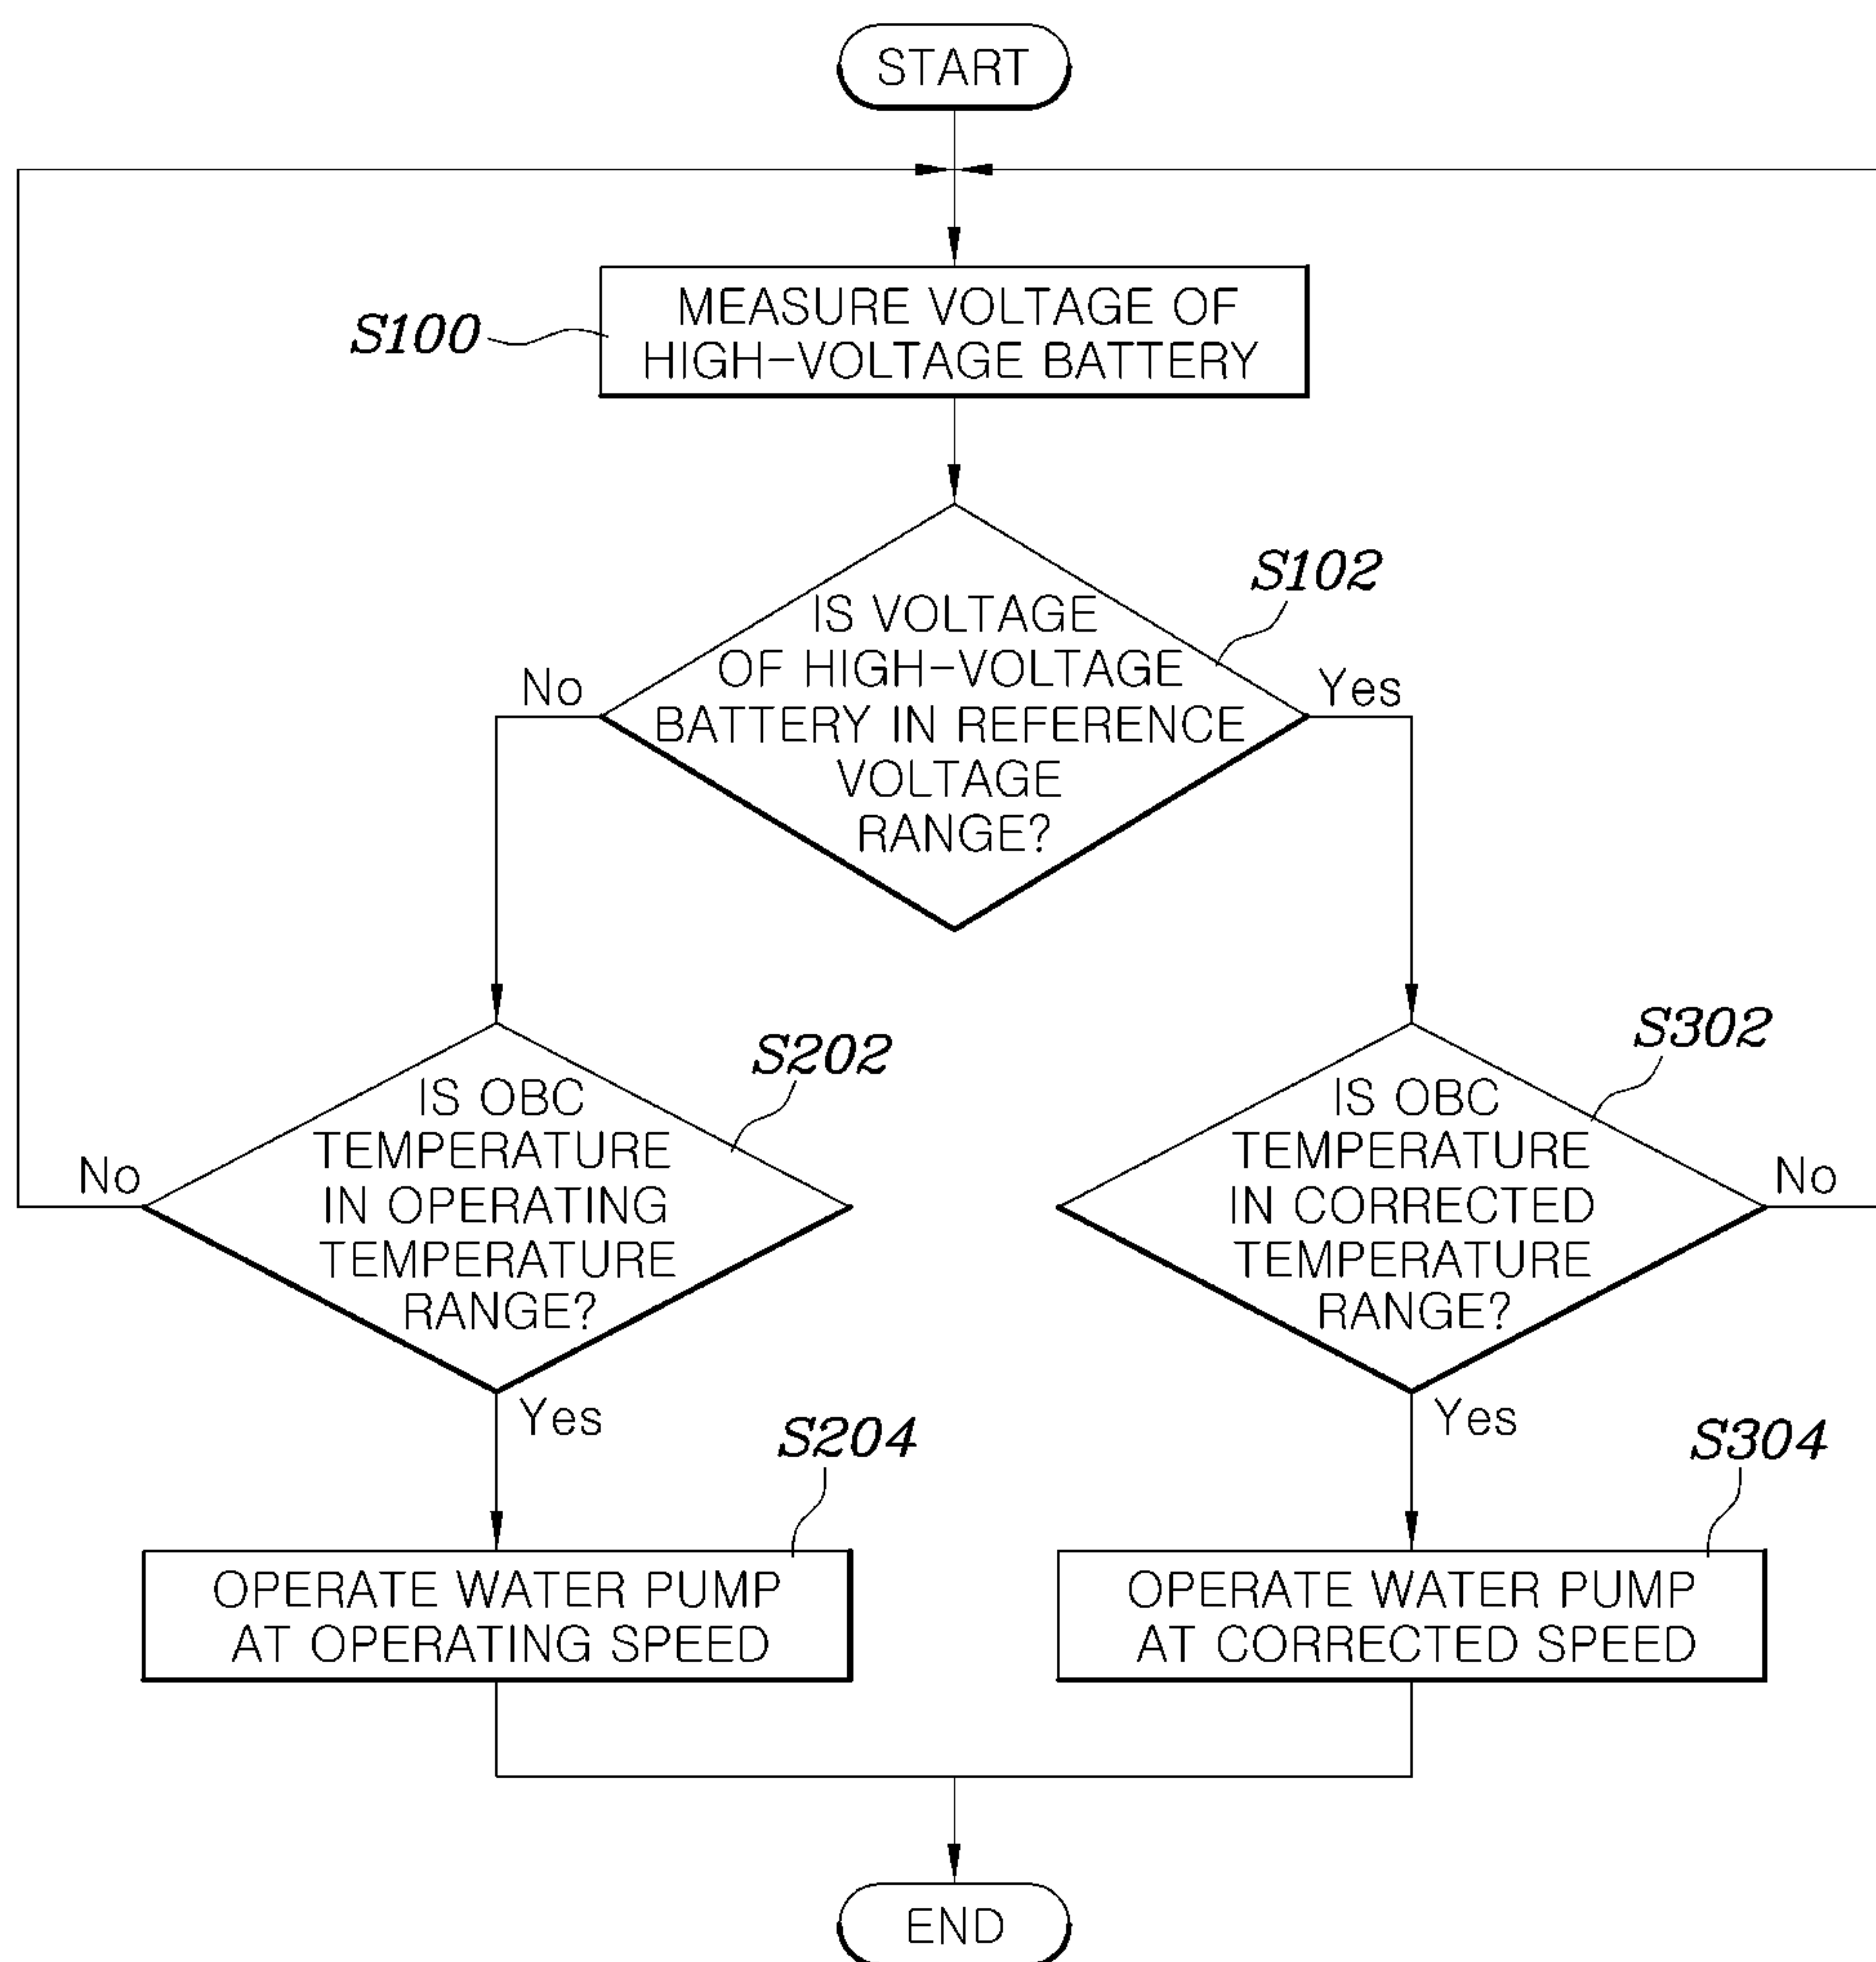 START
MEASURE VOLTAGE OF
HIGH-VOLTAGE BATTERY
S100
S102
IS VOLTAGE
OF HIGH-VOLTAGE
BATTERY IN REFERENCE
VOLTAGE
RANGE?
No
Yes
S202
IS OBC
TEMPERATURE
IN OPERATING
TEMPERATURE
RANGE?
No
Yes
S302
IS OBC
TEMPERATURE
IN CORRECTED
TEMPERATURE
RANGE?
No
Yes
S204
OPERATE WATER PUMP
AT OPERATING SPEED
S304
OPERATE WATER PUMP
AT CORRECTED SPEED
END